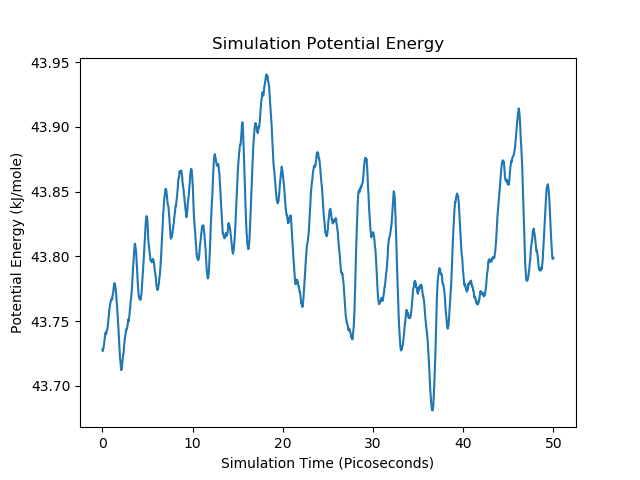 Simulation Potential Energy
43.95
43.90
43.85
43.80
43.75
43.70
Potential Energy (kJ/mole)
0 10 20 30 40 50
Simulation Time (Picoseconds)